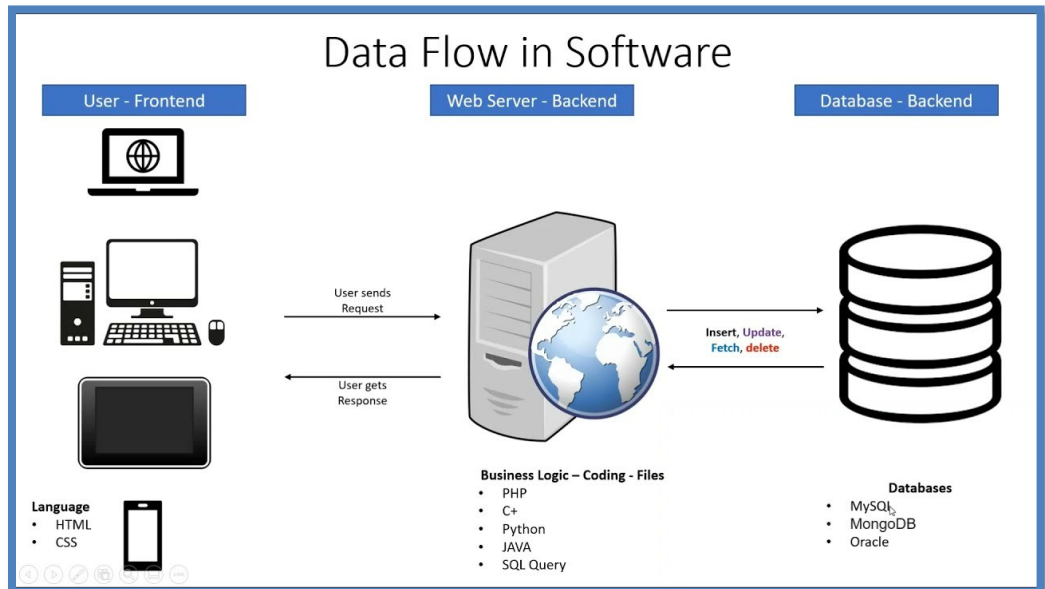 Data Flow in Software
User - Frontend
Web Server - Backend
Database - Backend
User sends
Request
User gets
Response
Insert, Update,
Fetch, delete
Language
• HTML
• CSS
Business Logic – Coding - Files
• PHP
• C+
• Python
• JAVA
• SQL Query
Databases
• MySQL
• MongoDB
• Oracle